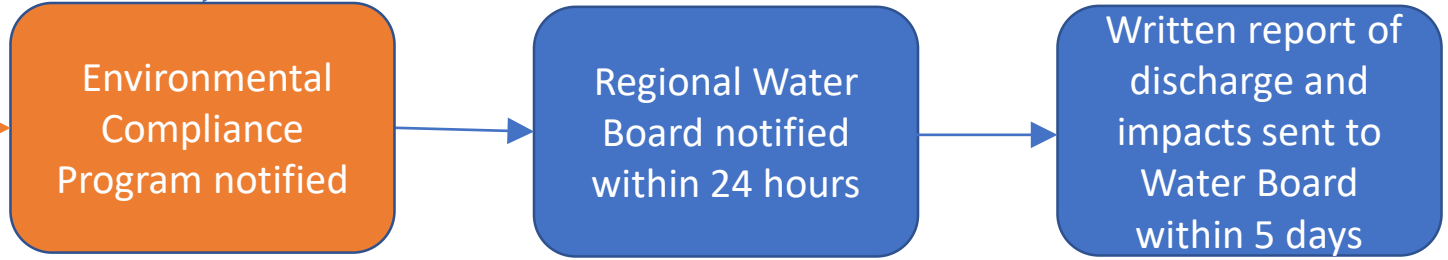 Environmental
Compliance
Program notified
Regional Water
Board notified
within 24 hours
Written report of
discharge and
impacts sent to
Water Board
within 5 days